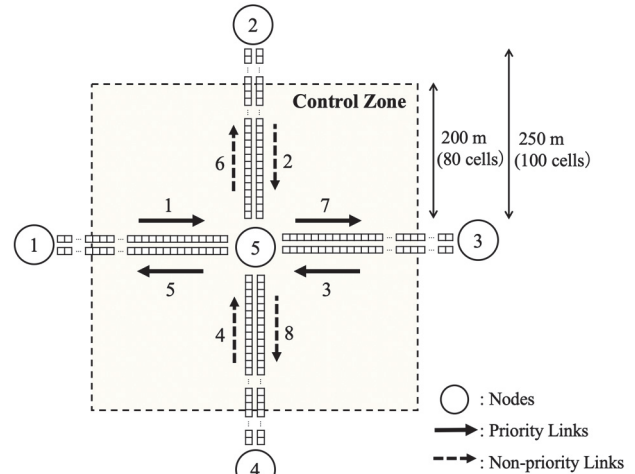 2
Control Zone
200 m
(80 cells)
250 m
(100 cells)
6
2
1
7
1
5
3
5
3
4
8
4
: Nodes
: Priority Links
: Non-priority Links